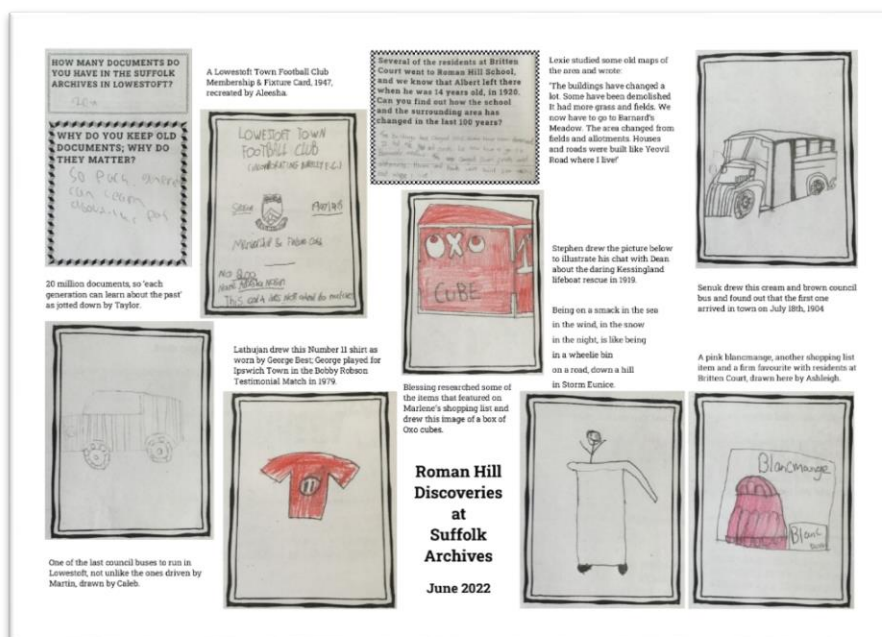 HOW MANY DOCUMENTS DO
YOU HAVE IN THE SUFFOLK
ARCHIVES IN LOWESTOFT?
WHY DO YOU KEEP OLD
DOCUMENTS; WHY DO
THEY MATTER?
So each generation
can learn
about the past
20 million documents, so 'each
generation can learn about the past'
as jotted down by Taylor.
A Lowestoft Town Football Club
Membership & Fixture Card, 1947,
recreated by Aleesha.
LOWESTOFT TOWN
FOOTBALL CLUB
Membership & Fixture Card
Several of the residents at Britten
Court went to Roman Hill School,
and we know that Albert left there
when he was 14 years old, in 1920.
Can you find out how the school
and the surrounding area has
changed in the last 100 years?
Lexie studied some old maps of
the area and wrote:
'The buildings have changed a
lot. Some have been demolished
It had more grass and fields. We
now have to go to Barnard's
Meadow. The area changed from
fields and allotments. Houses
and roads were built like Yeovil
Road where I live!'
OXO
CUBE
Stephen drew the picture below
to illustrate his chat with Dean
about the daring Kessingland
lifeboat rescue in 1919.
Being on a smack in the sea
in the wind, in the snow
in the night, is like being
in a wheelie bin
on a road, down a hill
in Storm Eunice.
Senuk drew this cream and brown council
bus and found out that the first one
arrived in town on July 18th, 1904
Lathujan drew this Number 11 shirt as
worn by George Best; George played for
Ipswich Town in the Bobby Robson
Testimonial Match in 1979.
11
Blessing researched some of
the items that featured on
Marlene's shopping list and
drew this image of a box of
Oxo cubes.
A pink blancmange, another shopping list
item and a firm favourite with residents at
Britten Court, drawn here by Ashleigh.
Blancmange
Blanc
One of the last council buses to run in
Lowestoft, not unlike the ones driven by
Martin, drawn by Caleb.
Roman Hill
Discoveries
at
Suffolk
Archives
June 2022